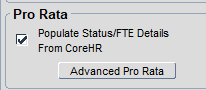 Pro Rata
Populate Status/FTE Details
From CoreHR
Advanced Pro Rata